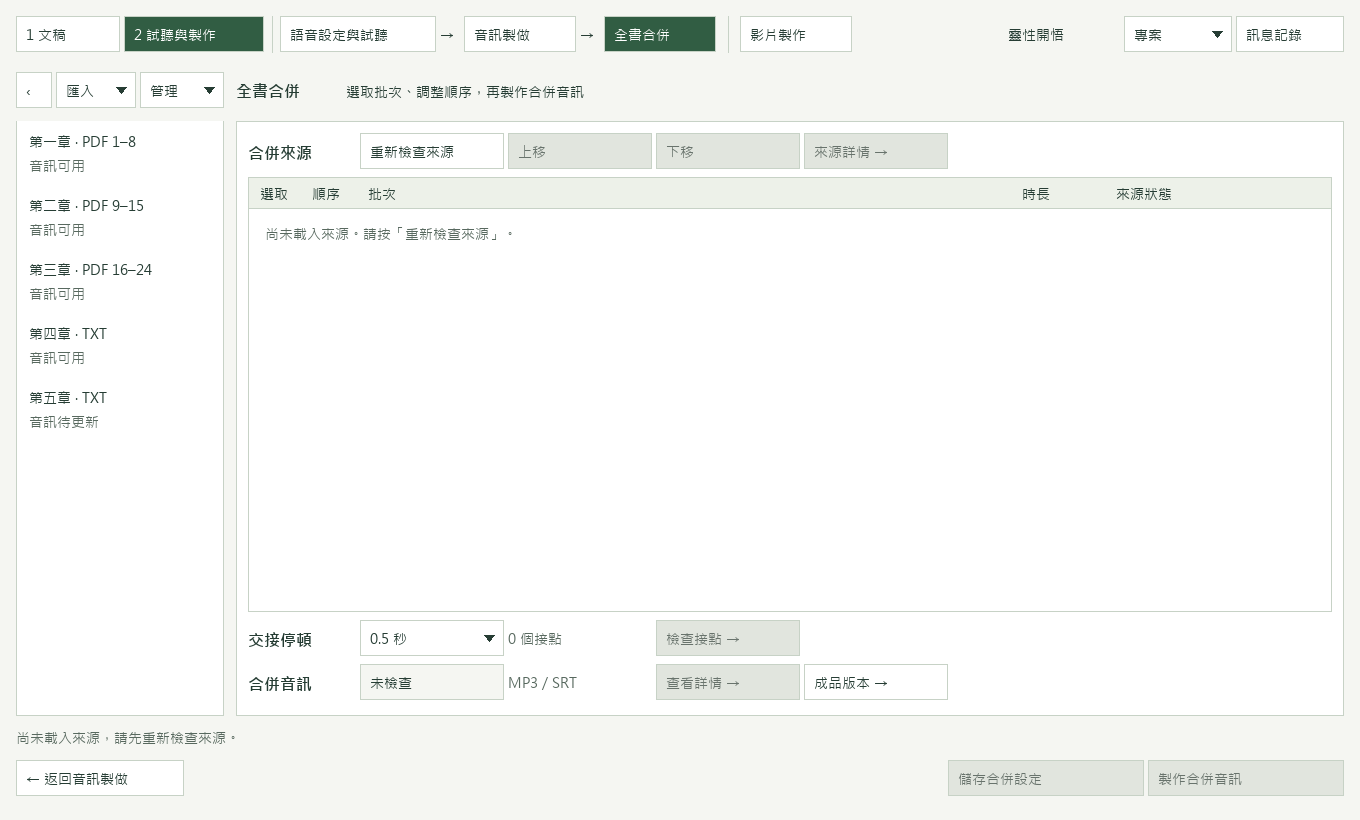 1 文稿
2 試聽與製作
語音設定與試聽 → 音訊製做 → 全書合併
影片製作
靈性開悟
專案
訊息記錄
‹
匯入
管理
全書合併
選取批次、調整順序，再製作合併音訊
第一章 · PDF 1–8
音訊可用
第二章 · PDF 9–15
音訊可用
第三章 · PDF 16–24
音訊可用
第四章 · TXT
音訊可用
第五章 · TXT
音訊待更新
合併來源
重新檢查來源
上移
下移
來源詳情 →
選取 順序 批次 時長 來源狀態
尚未載入來源。請按「重新檢查來源」。
交接停頓
0.5 秒
0 個接點
檢查接點 →
合併音訊
未檢查
MP3 / SRT
查看詳情 →
成品版本 →
尚未載入來源，請先重新檢查來源。
← 返回音訊製做
儲存合併設定
製作合併音訊